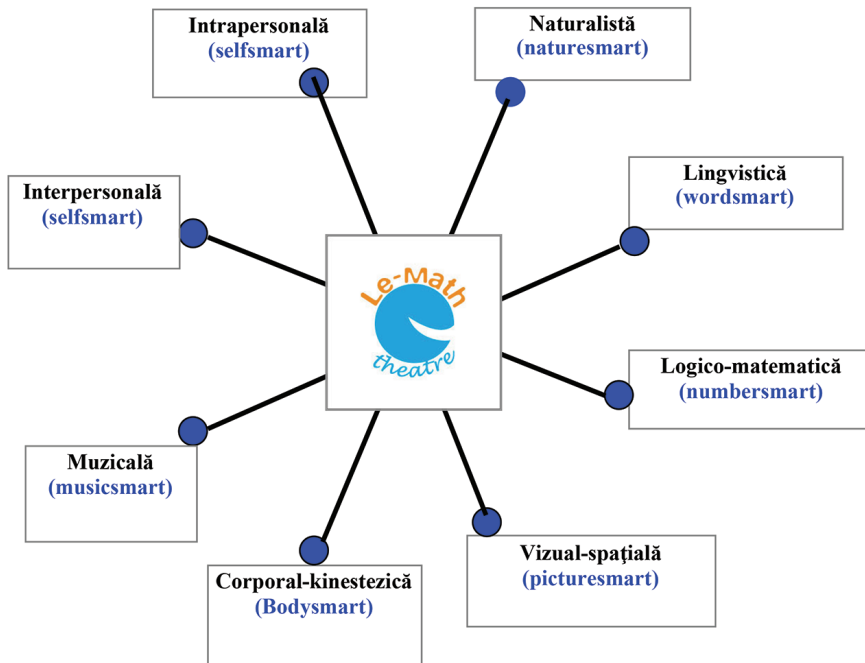 Intrapersonală
(selfsmart)
Naturalistă
(naturesmart)
Interpersonală
(selfsmart)
Lingvistică
(wordsmart)
Le-Math
theatre
Logico-matematică
(numbersmart)
Muzicală
(musicsmart)
Corporal-kinestezică
(Bodysmart)
Vizual-spaţială
(picturesmart)